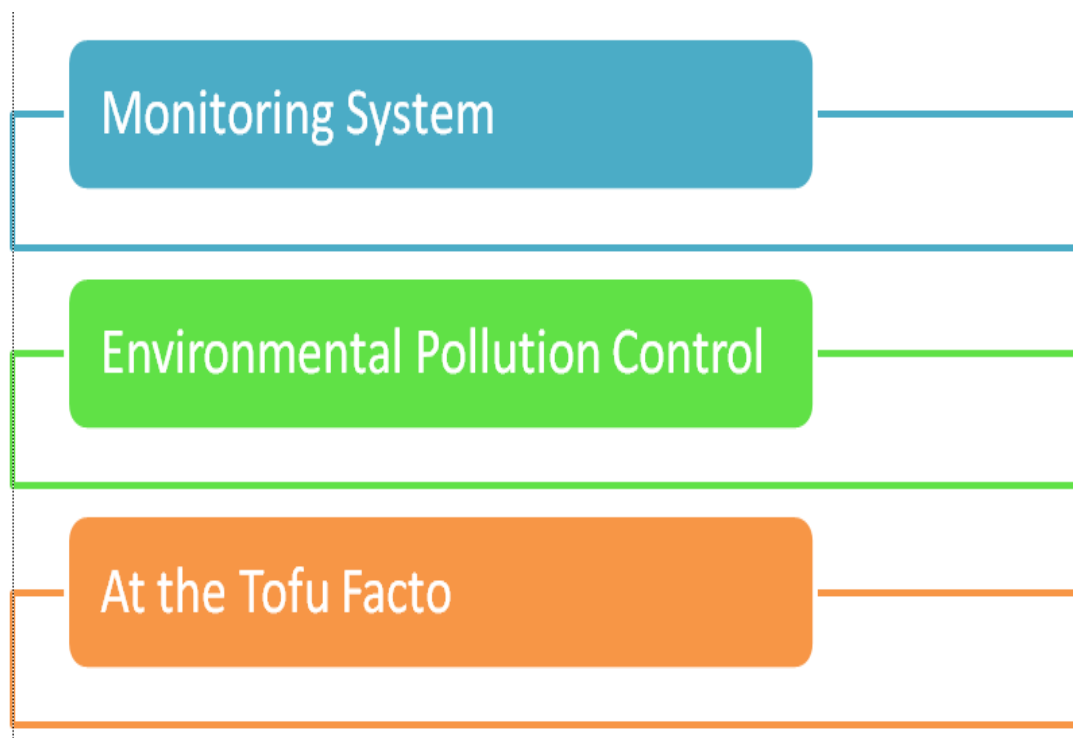 Monitoring System
Environmental Pollution Control
At the Tofu Facto